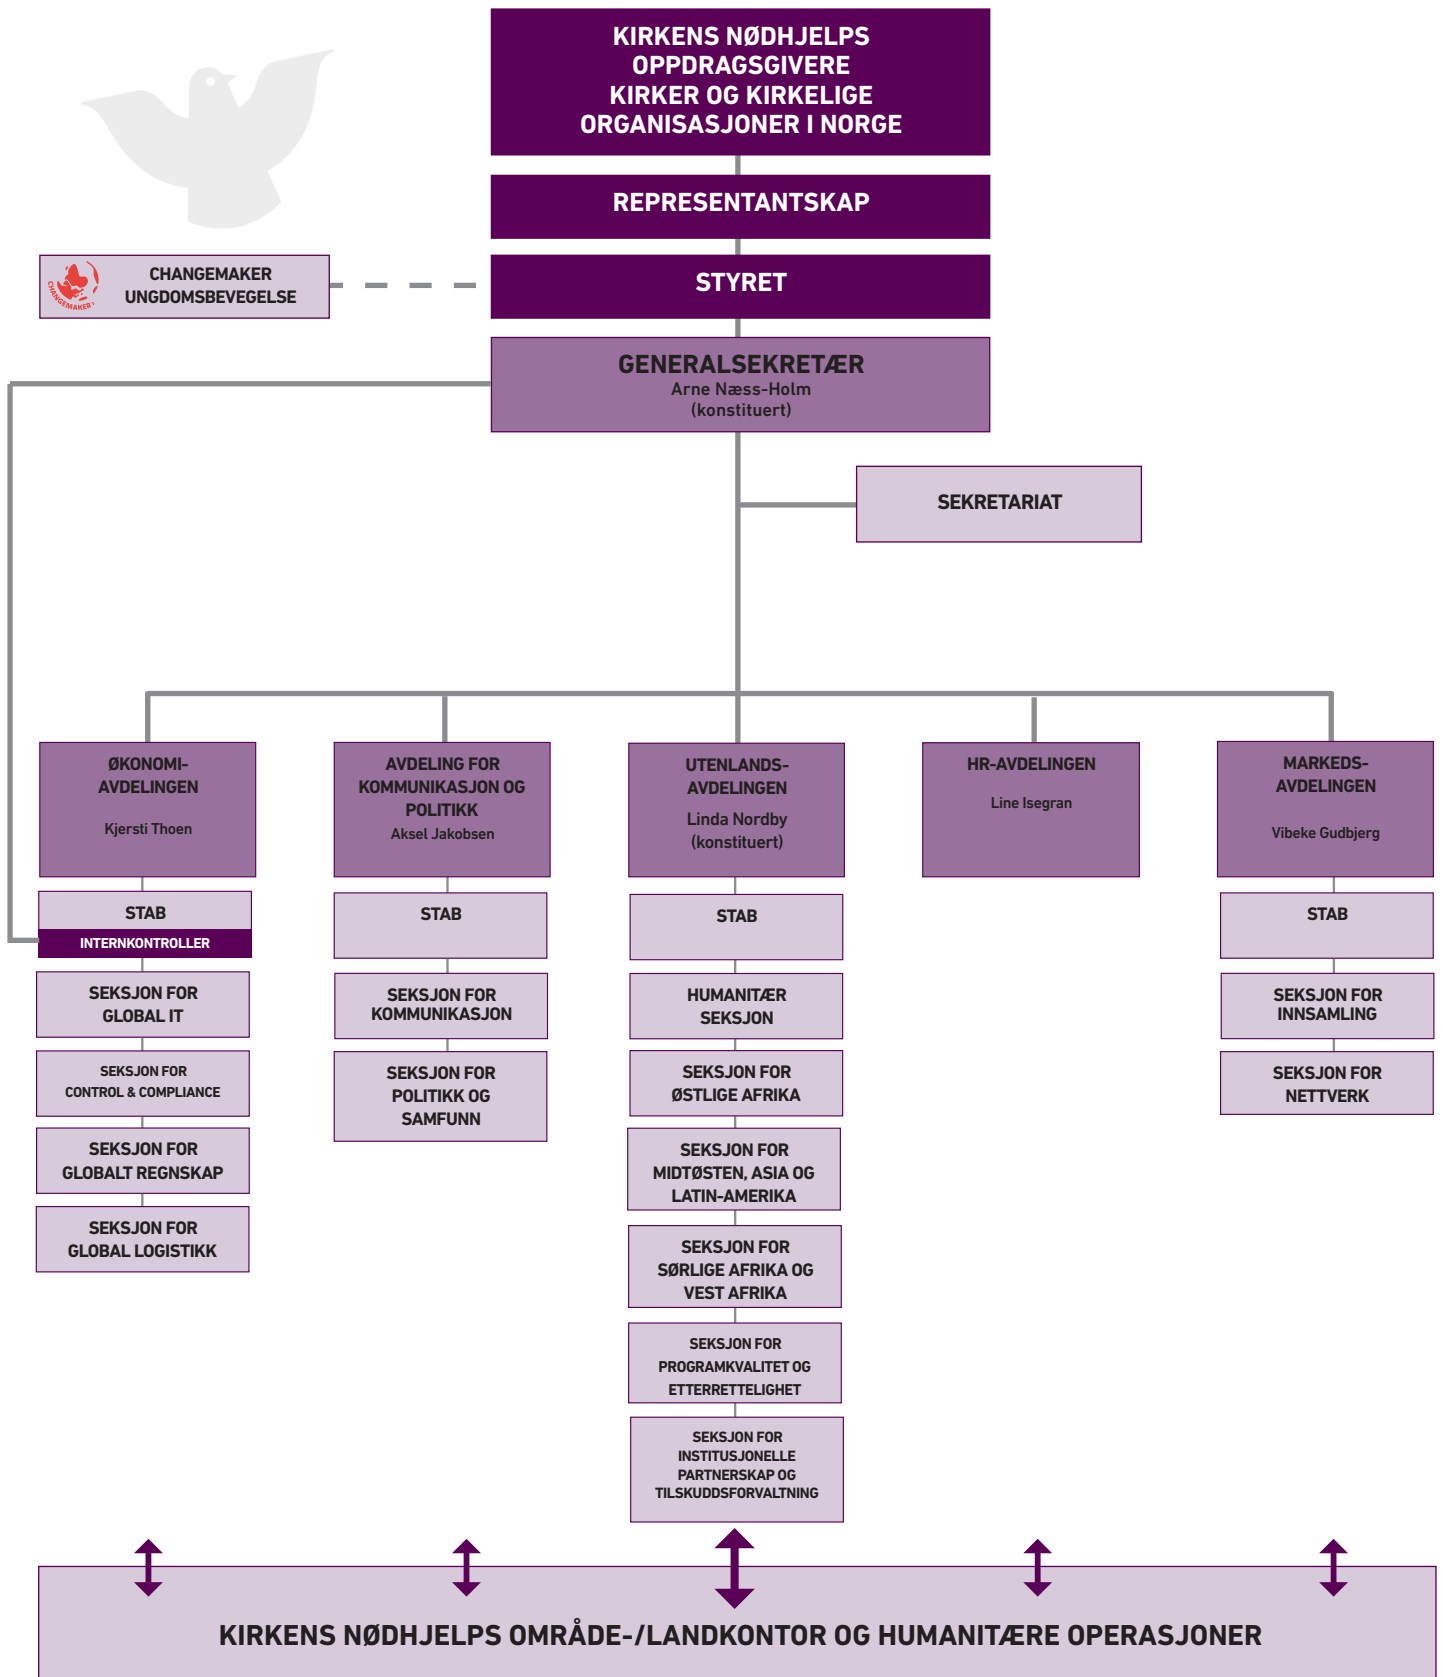 KIRKENS NØDHJELPS
OPPDRAGSGIVERE
KIRKER OG KIRKELIGE
ORGANISASJONER I NORGE
REPRESENTANTSKAP
CHANGEMAKER
UNGDOMSBEVEGELSE
CHANGEMAKER
STYRET
GENERALSEKRETÆR
Arne Næss-Holm
(konstituert)
SEKRETARIAT
ØKONOMI-
AVDELINGEN
Kjersti Thoen
STAB
INTERNKONTROLLER
SEKSJON FOR
GLOBAL IT
SEKSJON FOR
CONTROL & COMPLIANCE
SEKSJON FOR
GLOBALT REGNSKAP
SEKSJON FOR
GLOBAL LOGISTIKK
AVDELING FOR
KOMMUNIKASJON OG
POLITIKK
Aksel Jakobsen
STAB
SEKSJON FOR
KOMMUNIKASJON
SEKSJON FOR
POLITIKK OG
SAMFUNN
UTENLANDS-
AVDELINGEN
Linda Nordby
(konstituert)
STAB
HUMANITÆR
SEKSJON
SEKSJON FOR
ØSTLIGE AFRIKA
SEKSJON FOR
MIDTØSTEN, ASIA OG
LATIN-AMERIKA
SEKSJON FOR
SØRLIGE AFRIKA OG
VEST AFRIKA
SEKSJON FOR
PROGRAMKVALITET OG
ETTERRETTELIGHET
SEKSJON FOR
INSTITUSJONELLE
PARTNERSKAP OG
TILSKUDDSFORVALTNING
HR-AVDELINGEN
Line Isegran
MARKEDS-
AVDELINGEN
Vibeke Gudbjerg
STAB
SEKSJON FOR
INNSAMLING
SEKSJON FOR
NETTVERK
KIRKENS NØDHJELPS OMRÅDE-/LANDKONTOR OG HUMANITÆRE OPERASJONER